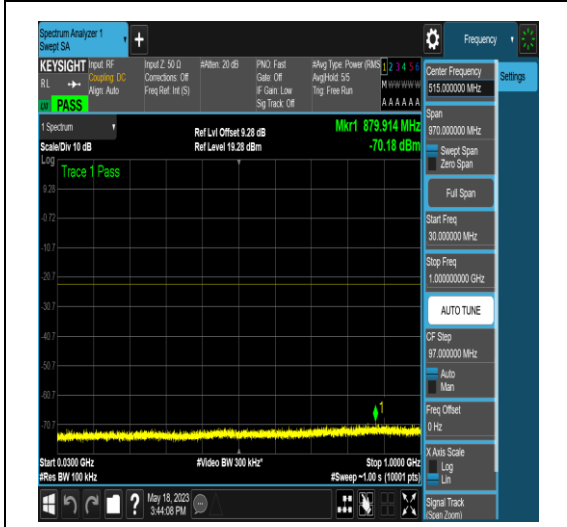 Spectrum Analyzer 1
Swept SA
Frequency
KEYSIGHT
RL
PASS
Input: RF
Coupling: DC
Align: Auto
Input Z: 50 Ω
Corrections: Off
Freq Ref: Int (S)
#Atten: 20 dB
PNO: Fast
Gate: Off
IF Gain: Low
Sig Track: Off
#Avg Type: Power (RMS
Avg|Hold: 5/5
Trig: Free Run
1 2 3 4 5 6
M W W W W W
A A A A A A
Center Frequency
515.000000 MHz
Settings
Span
970.000000 MHz
Swept Span
Zero Span
Full Span
Start Freq
30.000000 MHz
Stop Freq
1.000000000 GHz
AUTO TUNE
CF Step
97.000000 MHz
Auto
Man
Freq Offset
0 Hz
X Axis Scale
Log
Lin
Signal Track
(Span Zoom)
1 Spectrum
Scale/Div 10 dB
Ref Lvl Offset 9.28 dB
Ref Level 19.28 dBm
Mkr1 879.914 MHz
-70.18 dBm
Log
Trace 1 Pass
9.28
-0.72
-10.7
-20.7
-30.7
-40.7
-50.7
-60.7
-70.7
1
Start 0.0300 GHz
#Res BW 100 kHz
#Video BW 300 kHz*
Stop 1.0000 GHz
#Sweep ~1.00 s (10001 pts)
?
May 18, 2023
3:44:08 PM